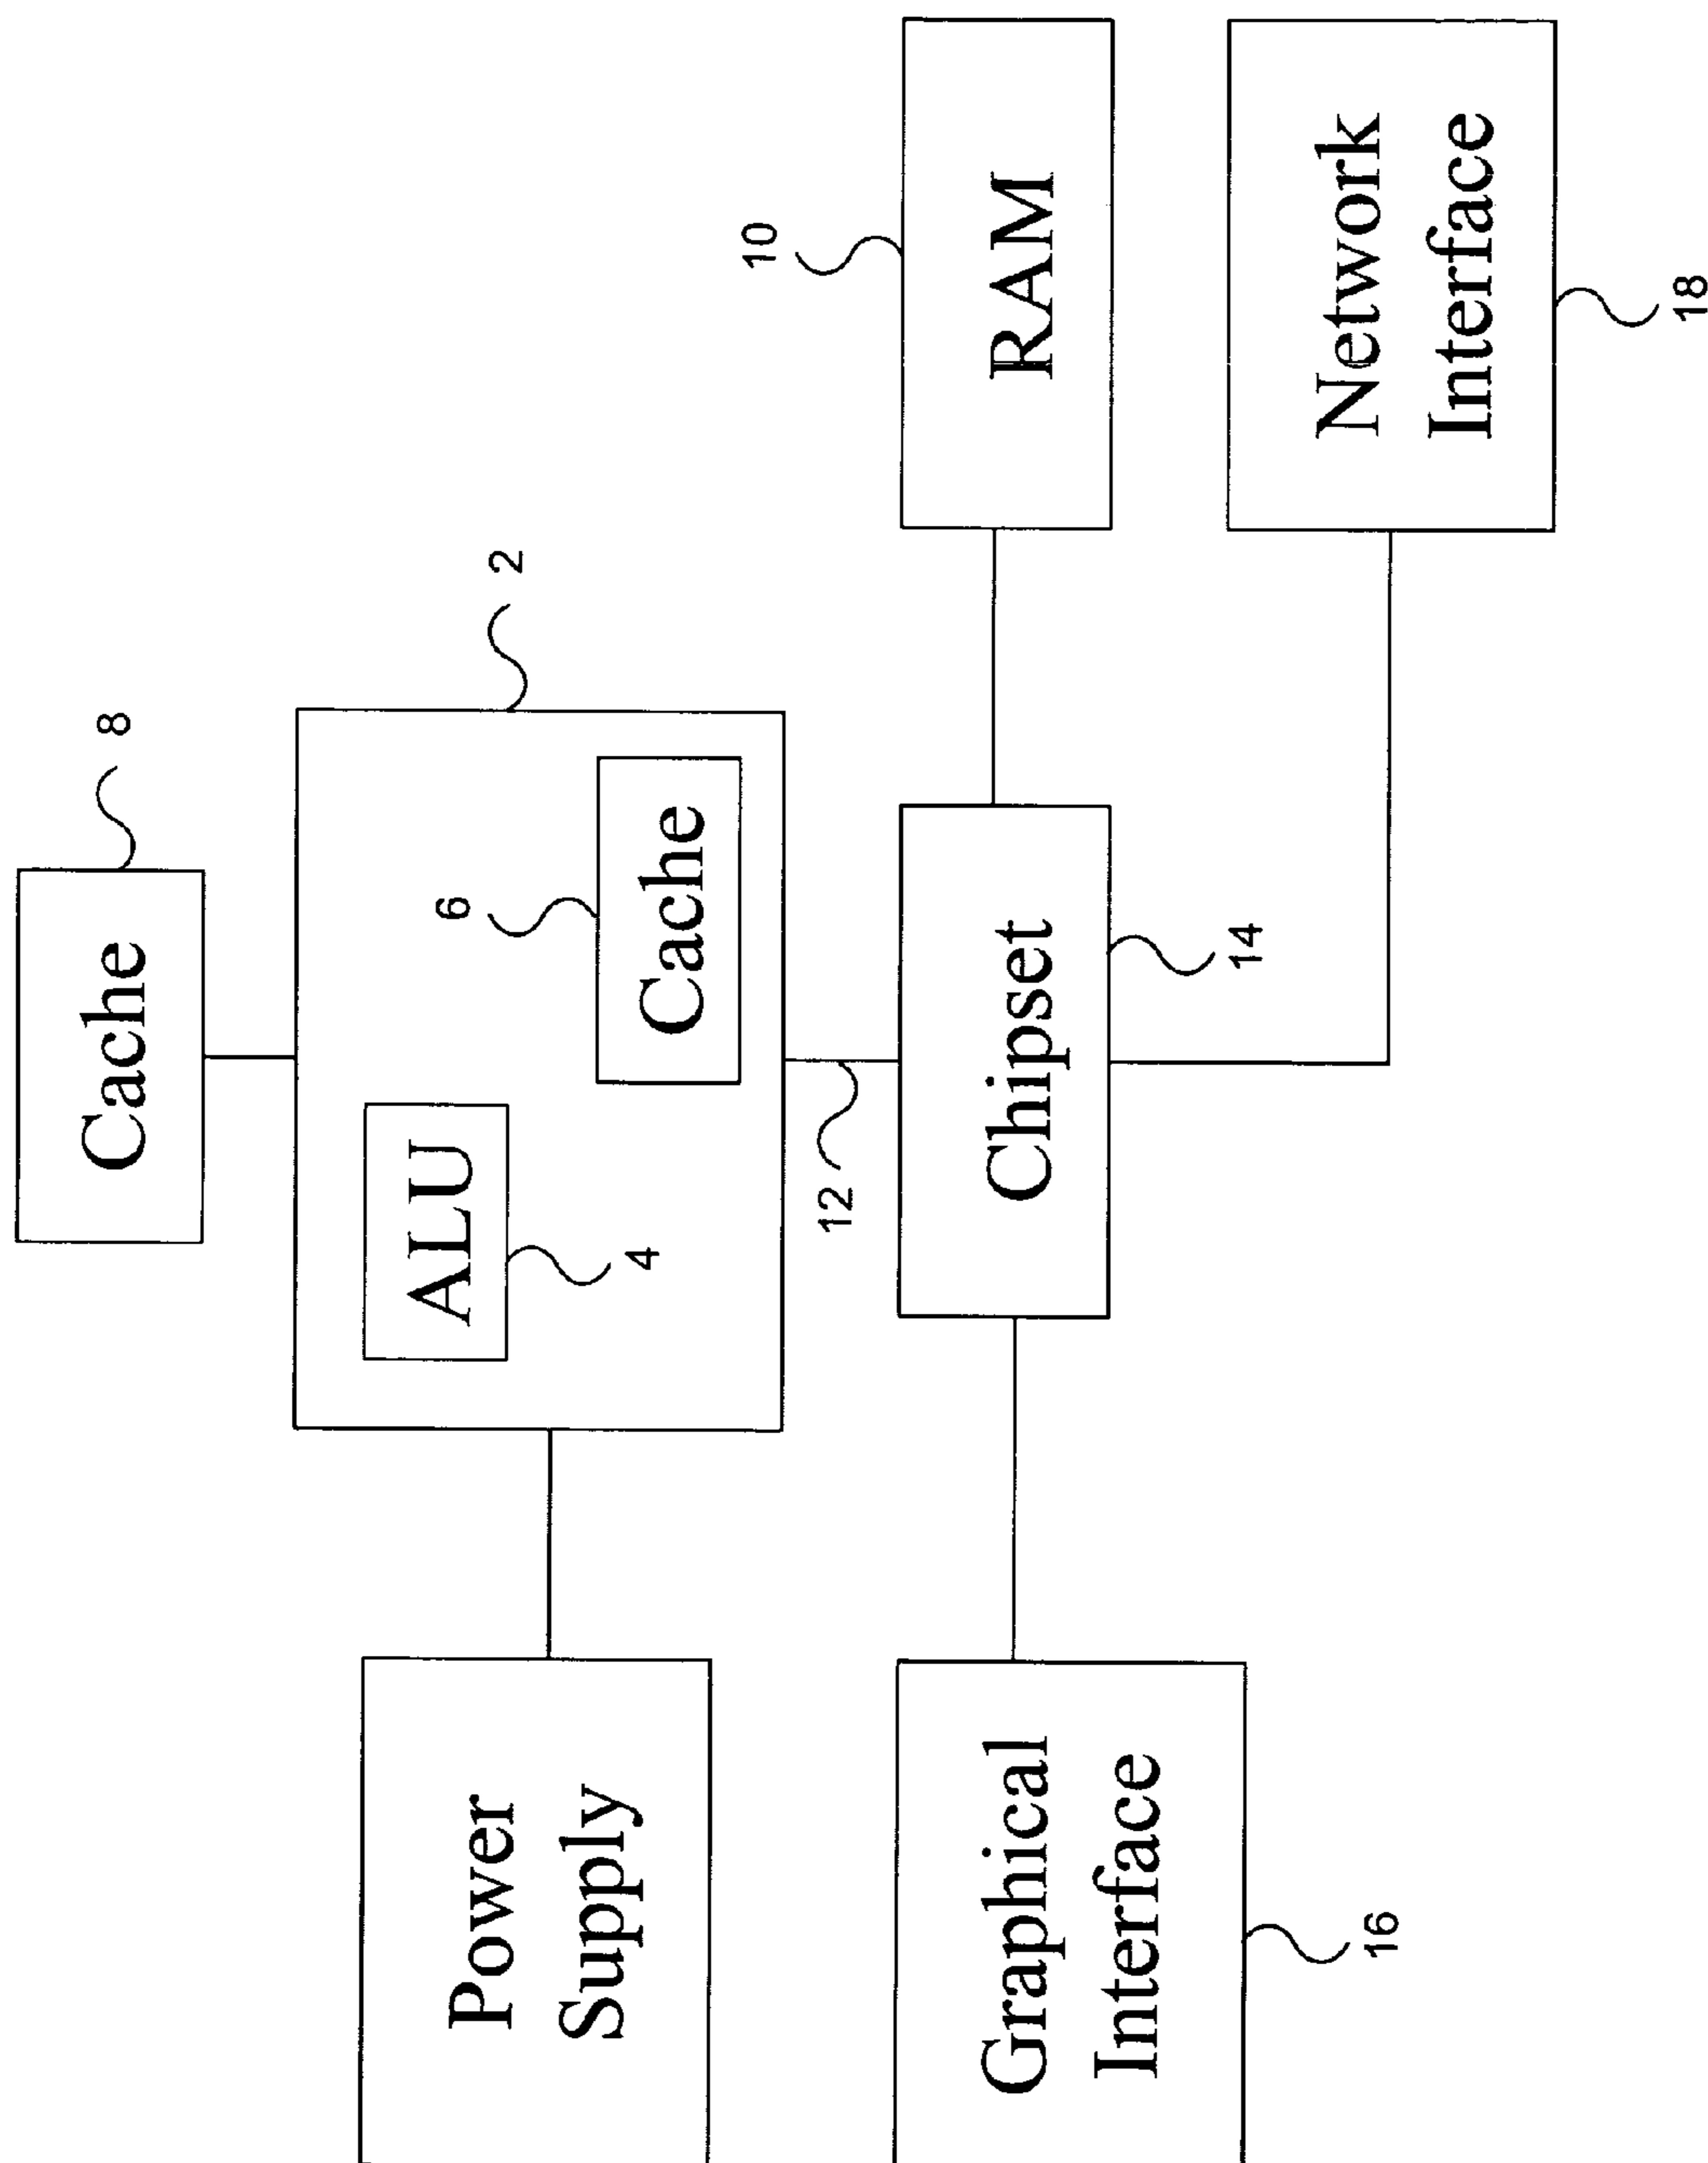 8
Cache
2
ALU
4
6
Cache
Power
Supply
12
10
Graphical
Interface
16
Chipset
14
RAM
Network
Interface
18